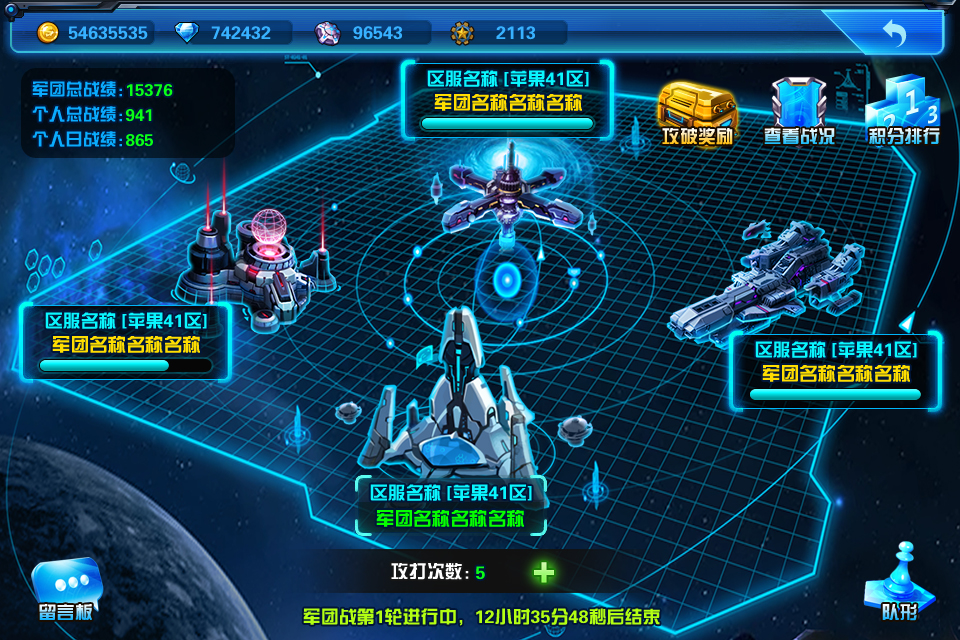 54635535 742432 96543 2113
军团总战绩:15376
个人总战绩:941
个人日战绩:865
区服名称 [苹果41区]
军团名称名称名称
攻破奖励
查看战况
1 2 3
积分排行
区服名称 [苹果41区]
军团名称名称名称
区服名称 [苹果41区]
军团名称名称名称
区服名称 [苹果41区]
军团名称名称名称
攻打次数:5
留言板
队形
军团战第1轮进行中，12小时35分48秒后结束